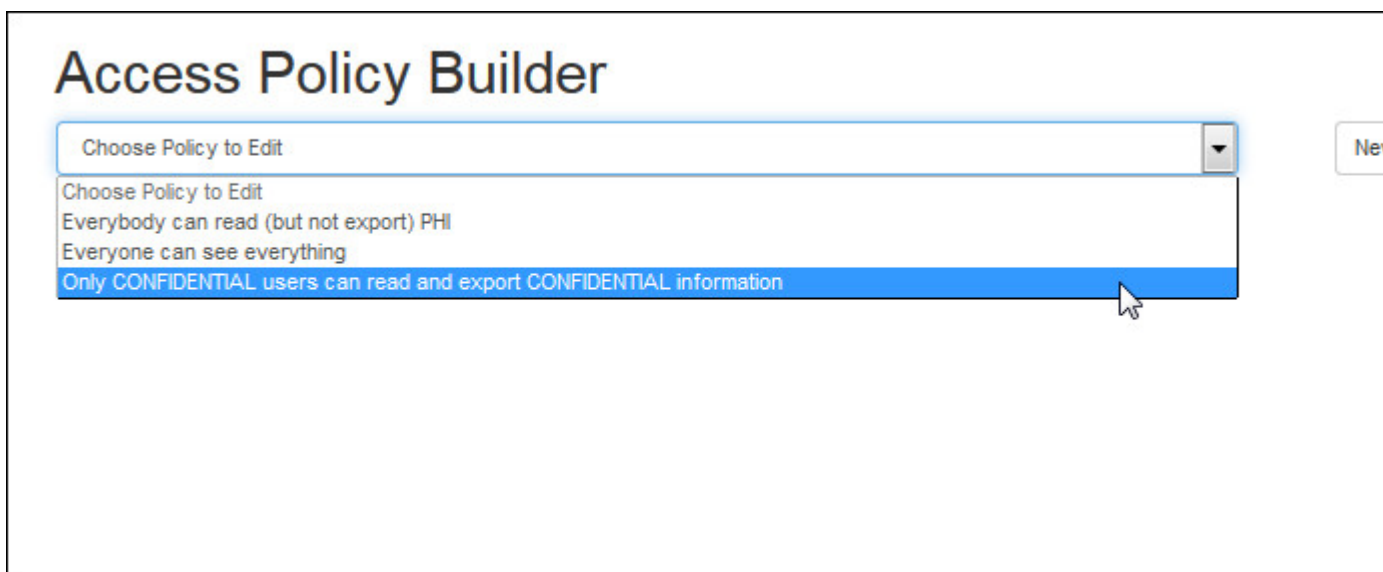 Access Policy Builder
Choose Policy to Edit
Choose Policy to Edit
Everybody can read (but not export) PHI
Everyone can see everything
Only CONFIDENTIAL users can read and export CONFIDENTIAL information